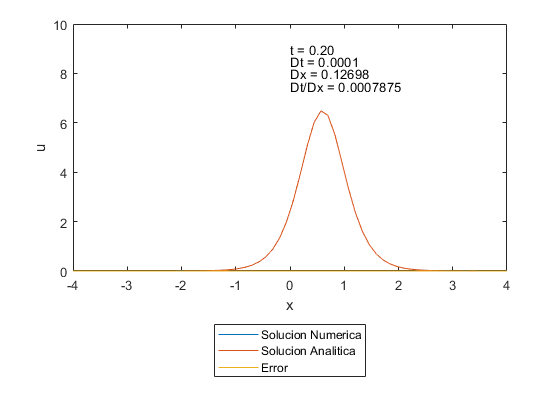 10
8
6
4
2
0
u
t = 0.20
Dt = 0.0001
Dx = 0.12698
Dt/Dx = 0.0007875
-4 -3 -2 -1 0 1 2 3 4
x
Solucion Numerica
Solucion Analitica
Error